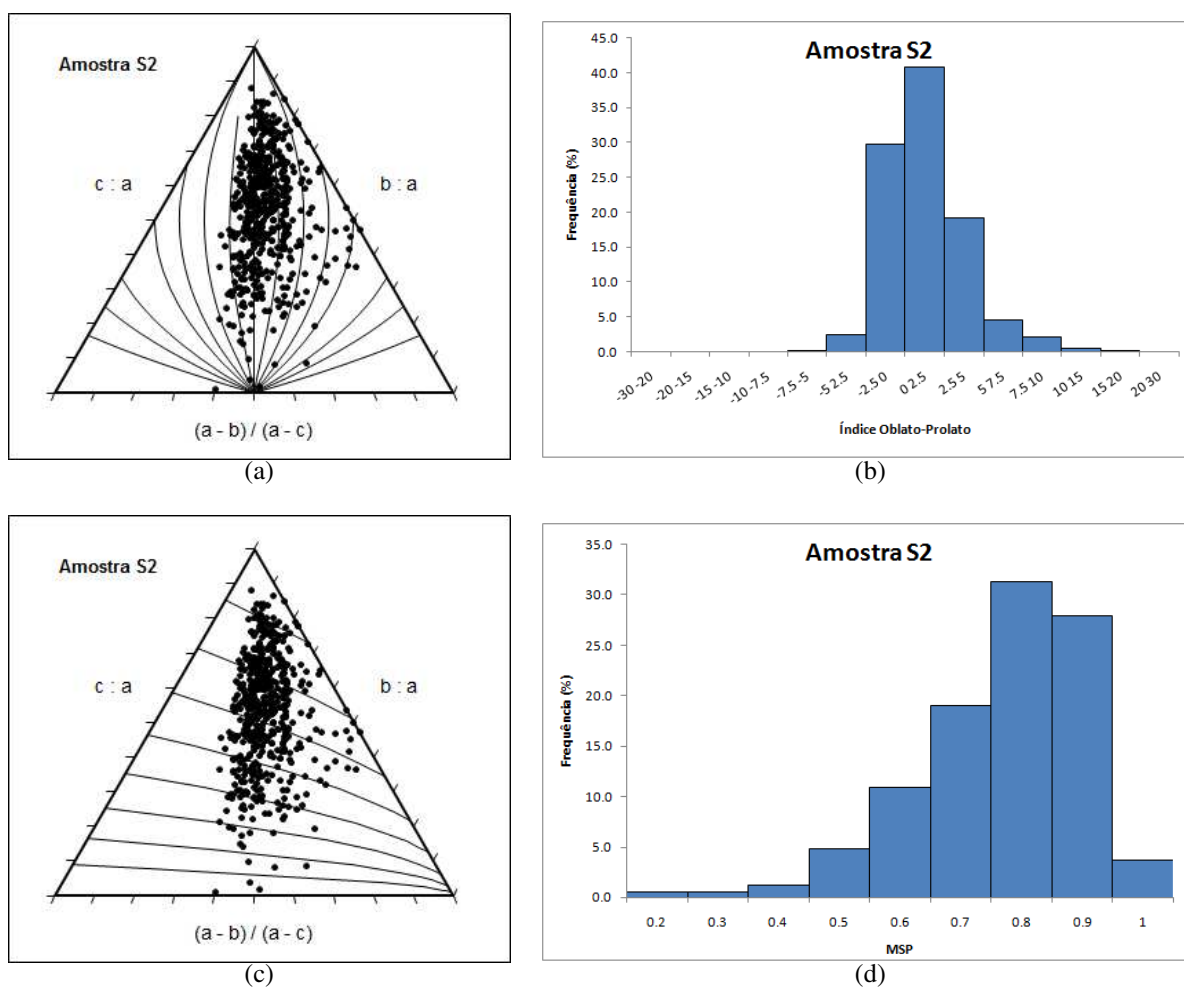 Amostra S2
c : a
b : a
(a - b) / (a - c)
(a)
Amostra S2
Frequência (%)
45.0
40.0
35.0
30.0
25.0
20.0
15.0
10.0
5.0
0.0
-30 -20
-20 -15
-15 -10
-10 -7.5
-7.5 -5
-5 2.5
-2.5 0
0 2.5
2.5 5
5 7.5
7.5 10
10 15
15 20
20 30
Índice Oblato-Prolato
(b)
Amostra S2
c : a
b : a
(a - b) / (a - c)
(c)
Amostra S2
Frequência (%)
35.0
30.0
25.0
20.0
15.0
10.0
5.0
0.0
0.2 0.3 0.4 0.5 0.6 0.7 0.8 0.9 1
MSP
(d)